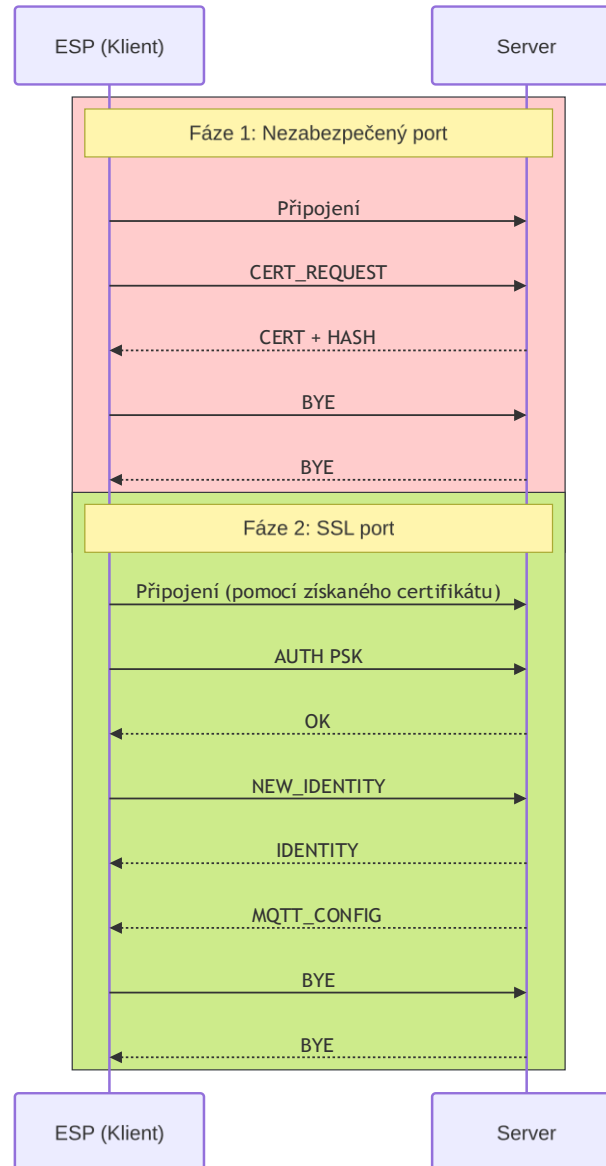 ESP (Klient)
Server
Fáze 1: Nezabezpečený port
Připojení
CERT_REQUEST
CERT + HASH
BYE
BYE
Fáze 2: SSL port
Připojení (pomocí získaného certifikátu)
AUTH PSK
OK
NEW_IDENTITY
IDENTITY
MQTT_CONFIG
BYE
BYE
ESP (Klient)
Server